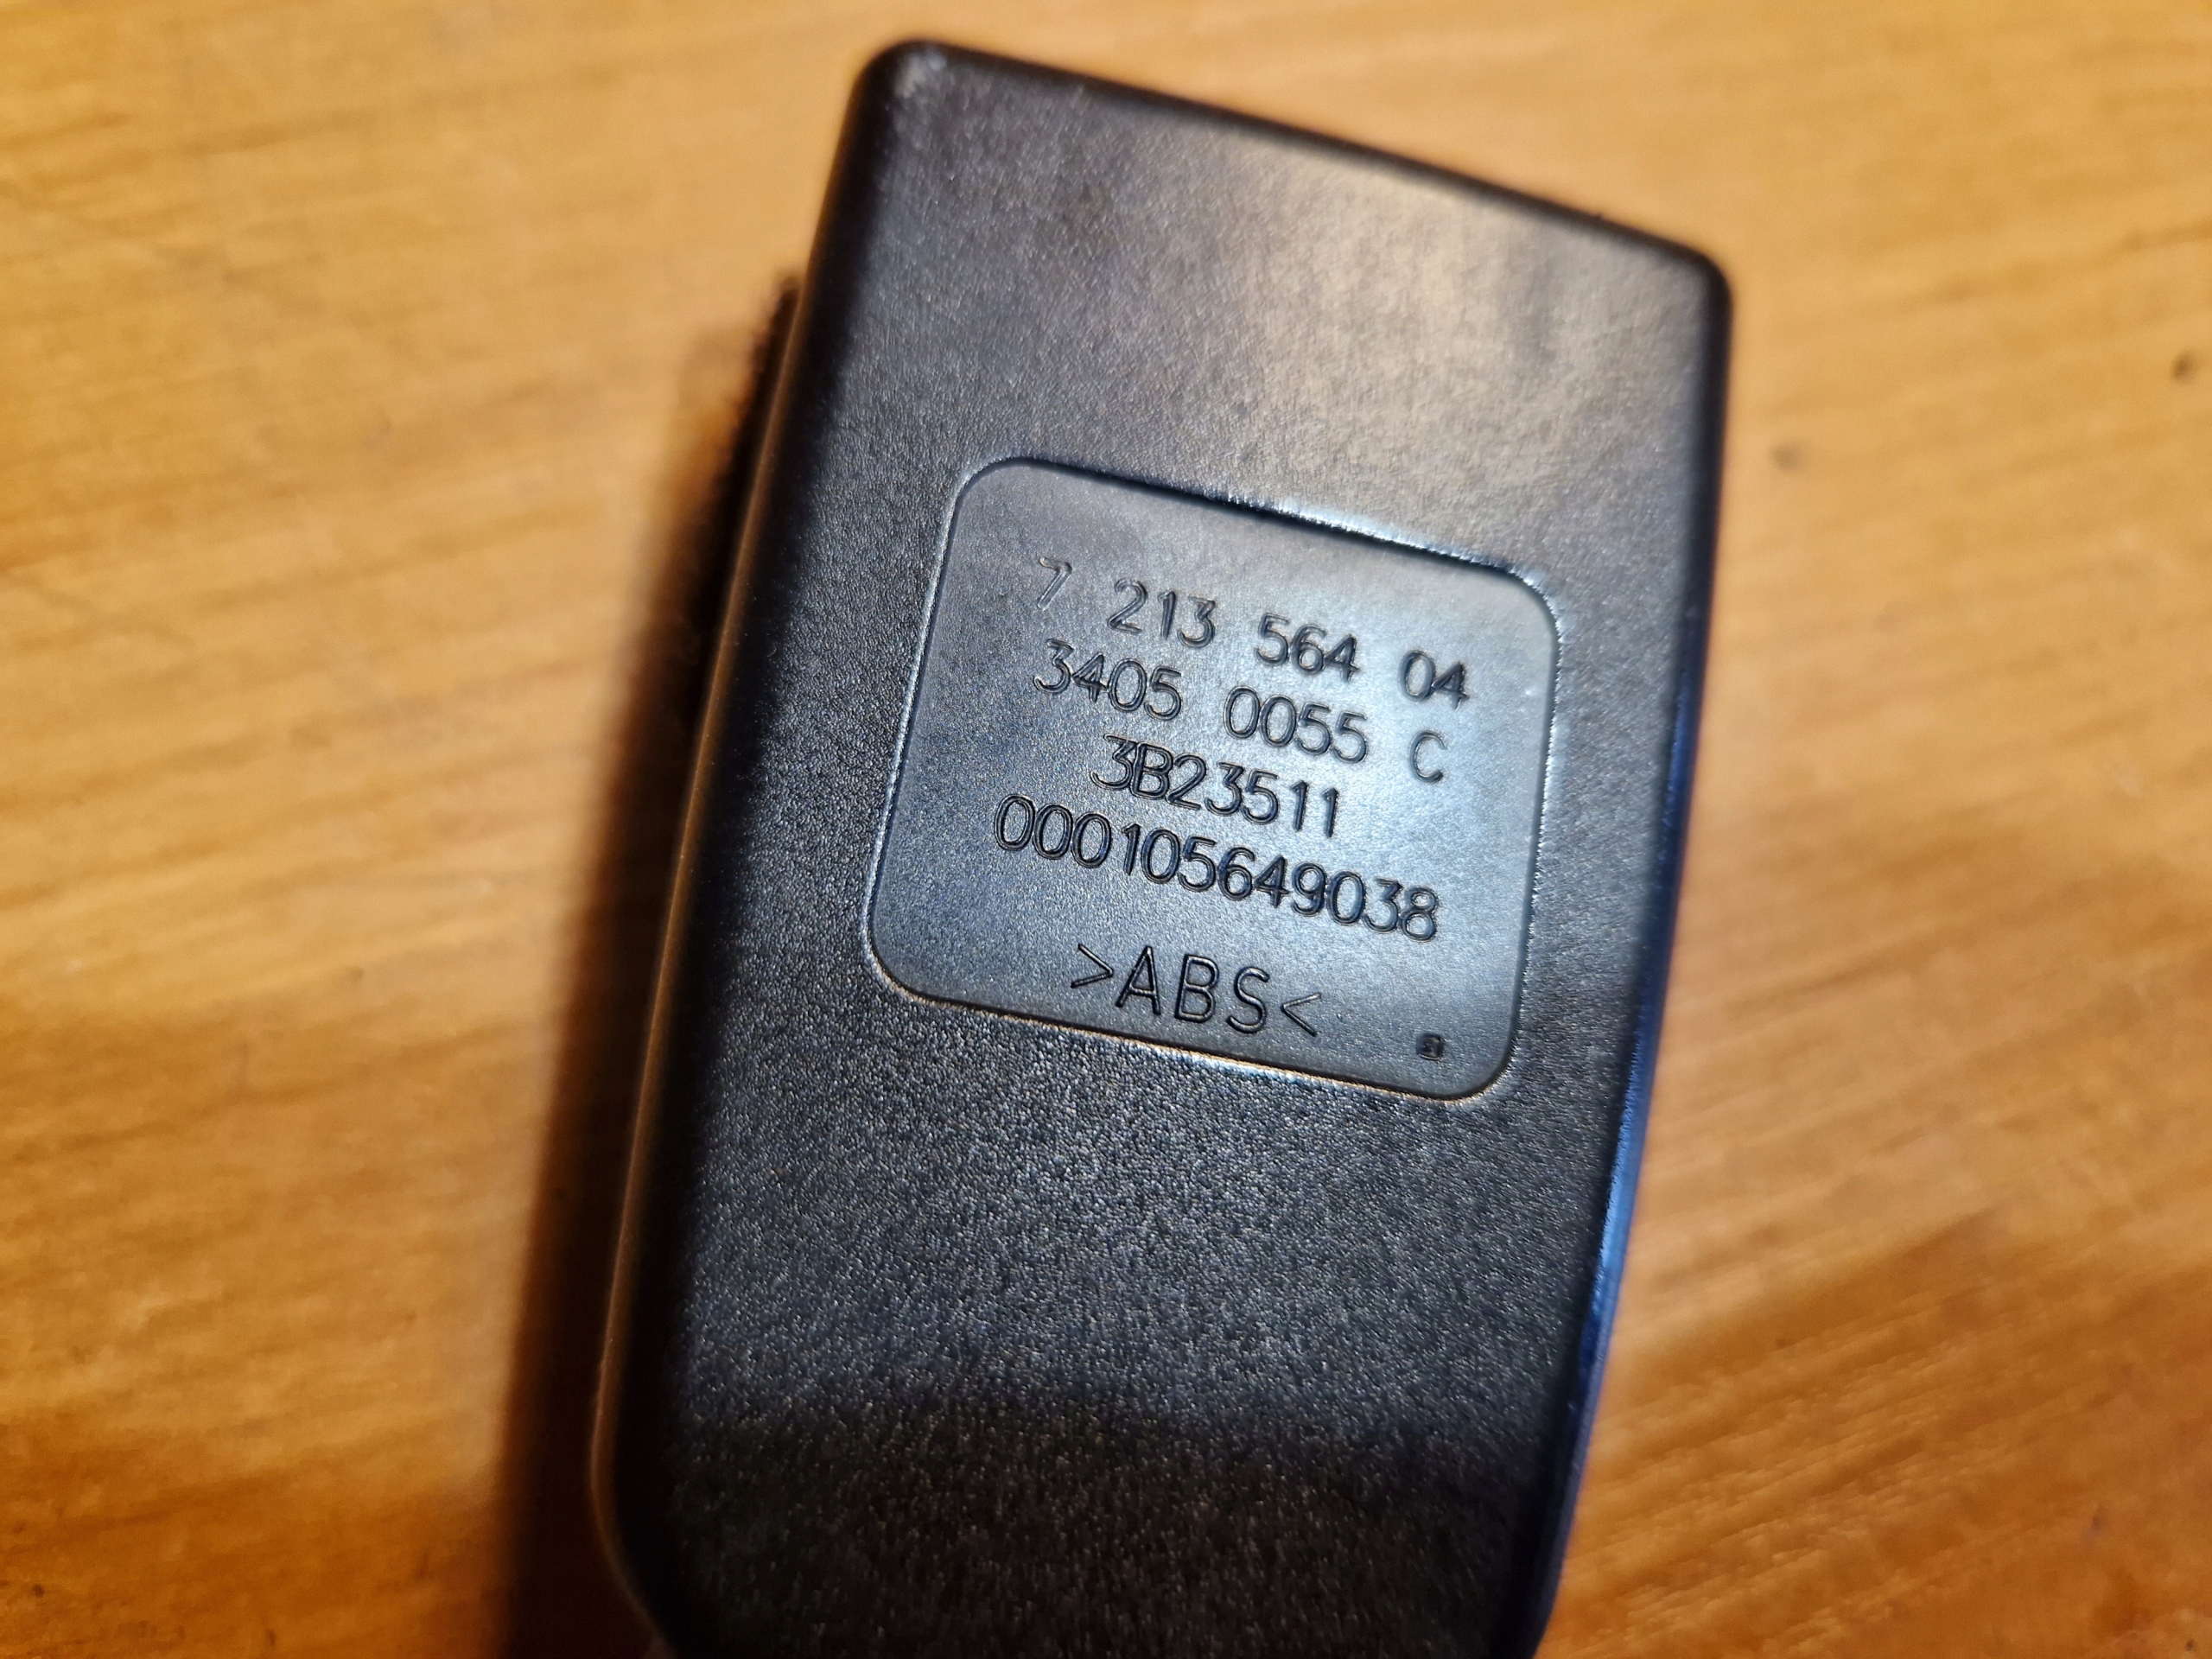 7 213 564 04
3405 0055 C
3B23511
000105649038
>ABS<